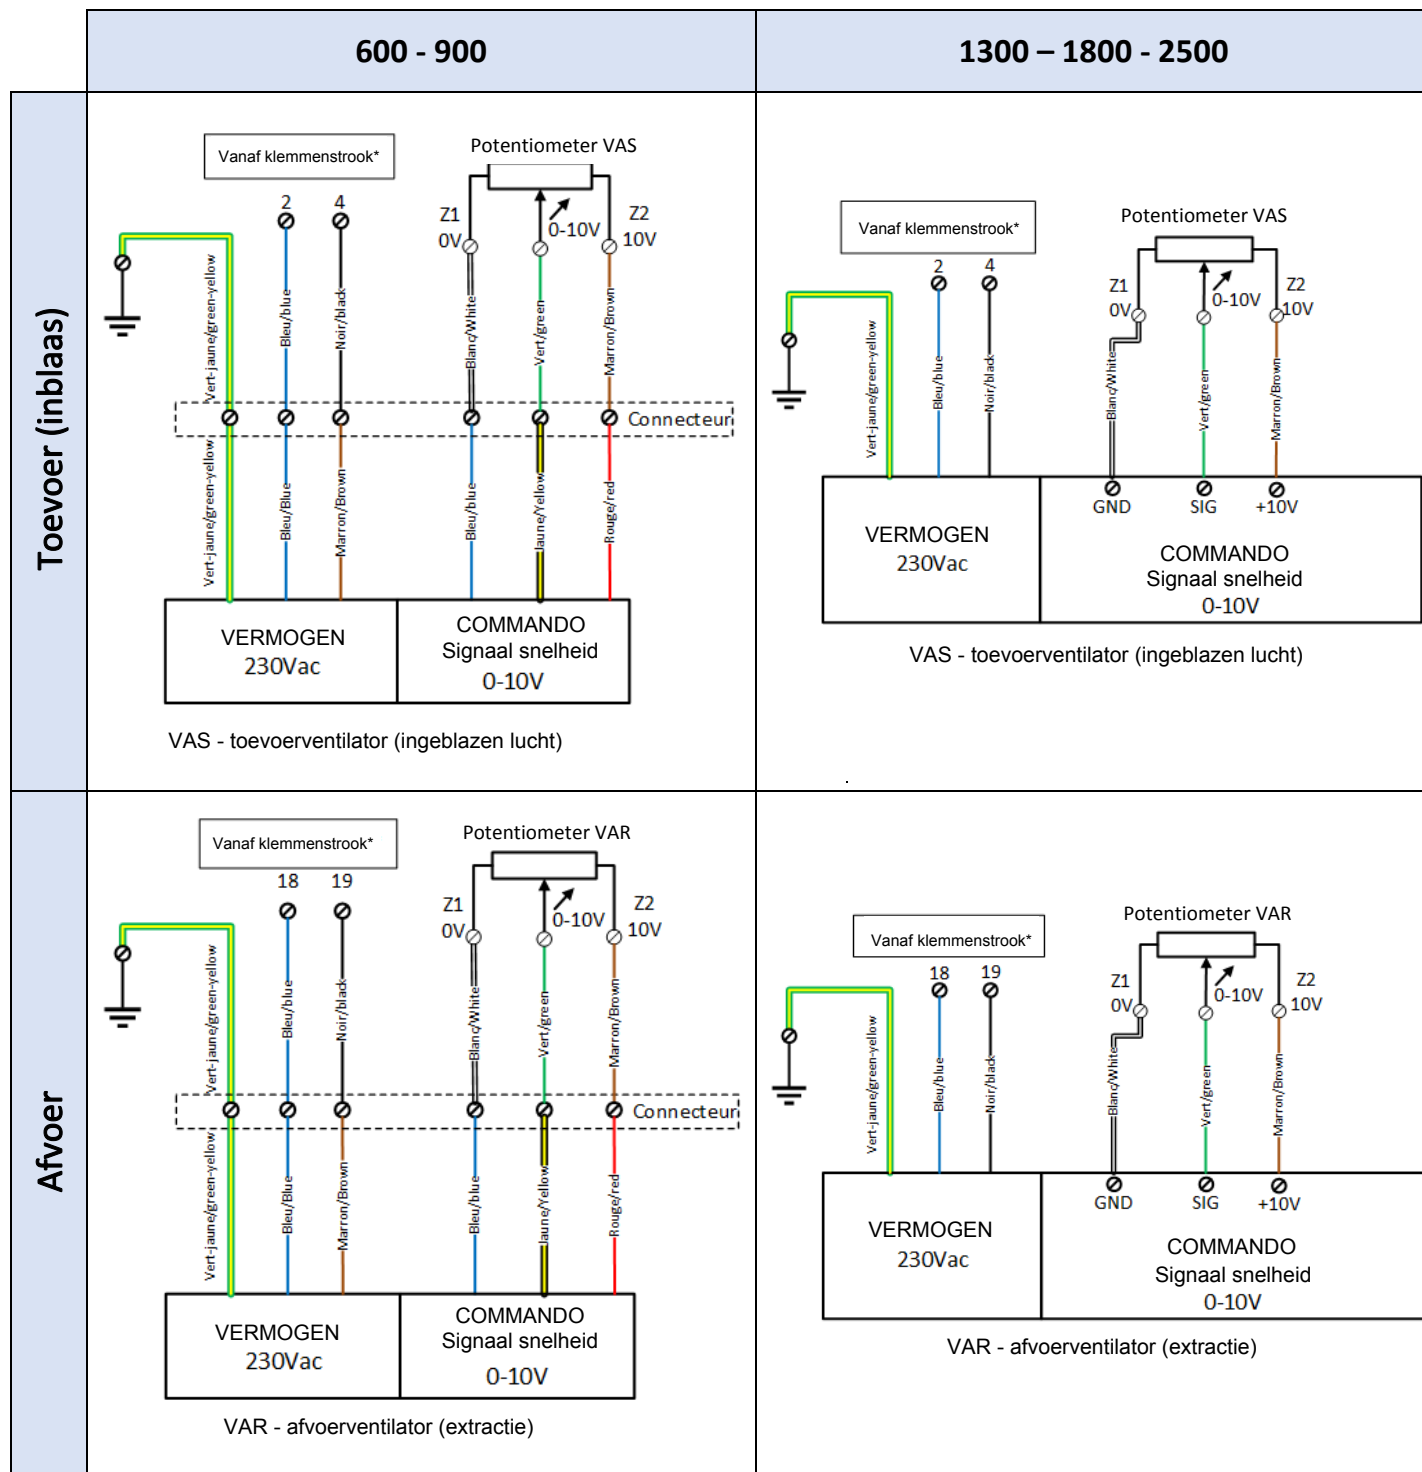 600 - 900
1300 – 1800 - 2500
Toevoer (inblaas)
Vanaf klemmenstrook*
Potentiometer VAS
2
4
Z1
0V
0-10V
Z2
10V
Vert-jaune/green-yellow
Bleu/blue
Noir/black
Blanc/White
Vert/green
Marron/Brown
Connecteur
Vert-jaune/green-yellow
Bleu/Blue
Marron/Brown
Bleu/blue
Jaune/Yellow
Rouge/red
VERMOGEN
230Vac
COMMANDO
Signaal snelheid
0-10V
VAS - toevoerventilator (ingeblazen lucht)
Vanaf klemmenstrook*
Potentiometer VAS
2
4
Z1
0V
0-10V
Z2
10V
Vert-jaune/green-yellow
Bleu/blue
Noir/black
Blanc/White
Vert/green
Marron/Brown
GND
SIG
+10V
VERMOGEN
230Vac
COMMANDO
Signaal snelheid
0-10V
VAS - toevoerventilator (ingeblazen lucht)
.
Afvoer
Vanaf klemmenstrook*
Potentiometer VAR
18
19
Z1
0V
0-10V
Z2
10V
Vert-jaune/green-yellow
Bleu/blue
Noir/black
Blanc/White
Vert/green
Marron/Brown
Connecteur
Vert-jaune/green-yellow
Bleu/Blue
Marron/Brown
Bleu/blue
Jaune/Yellow
Rouge/red
VERMOGEN
230Vac
COMMANDO
Signaal snelheid
0-10V
VAR - afvoerventilator (extractie)
Vanaf klemmenstrook*
Potentiometer VAR
18
19
Z1
0V
0-10V
Z2
10V
Vert-jaune/green-yellow
Bleu/blue
Noir/black
Blanc/White
Vert/green
Marron/Brown
GND
SIG
+10V
VERMOGEN
230Vac
COMMANDO
Signaal snelheid
0-10V
VAR - afvoerventilator (extractie)